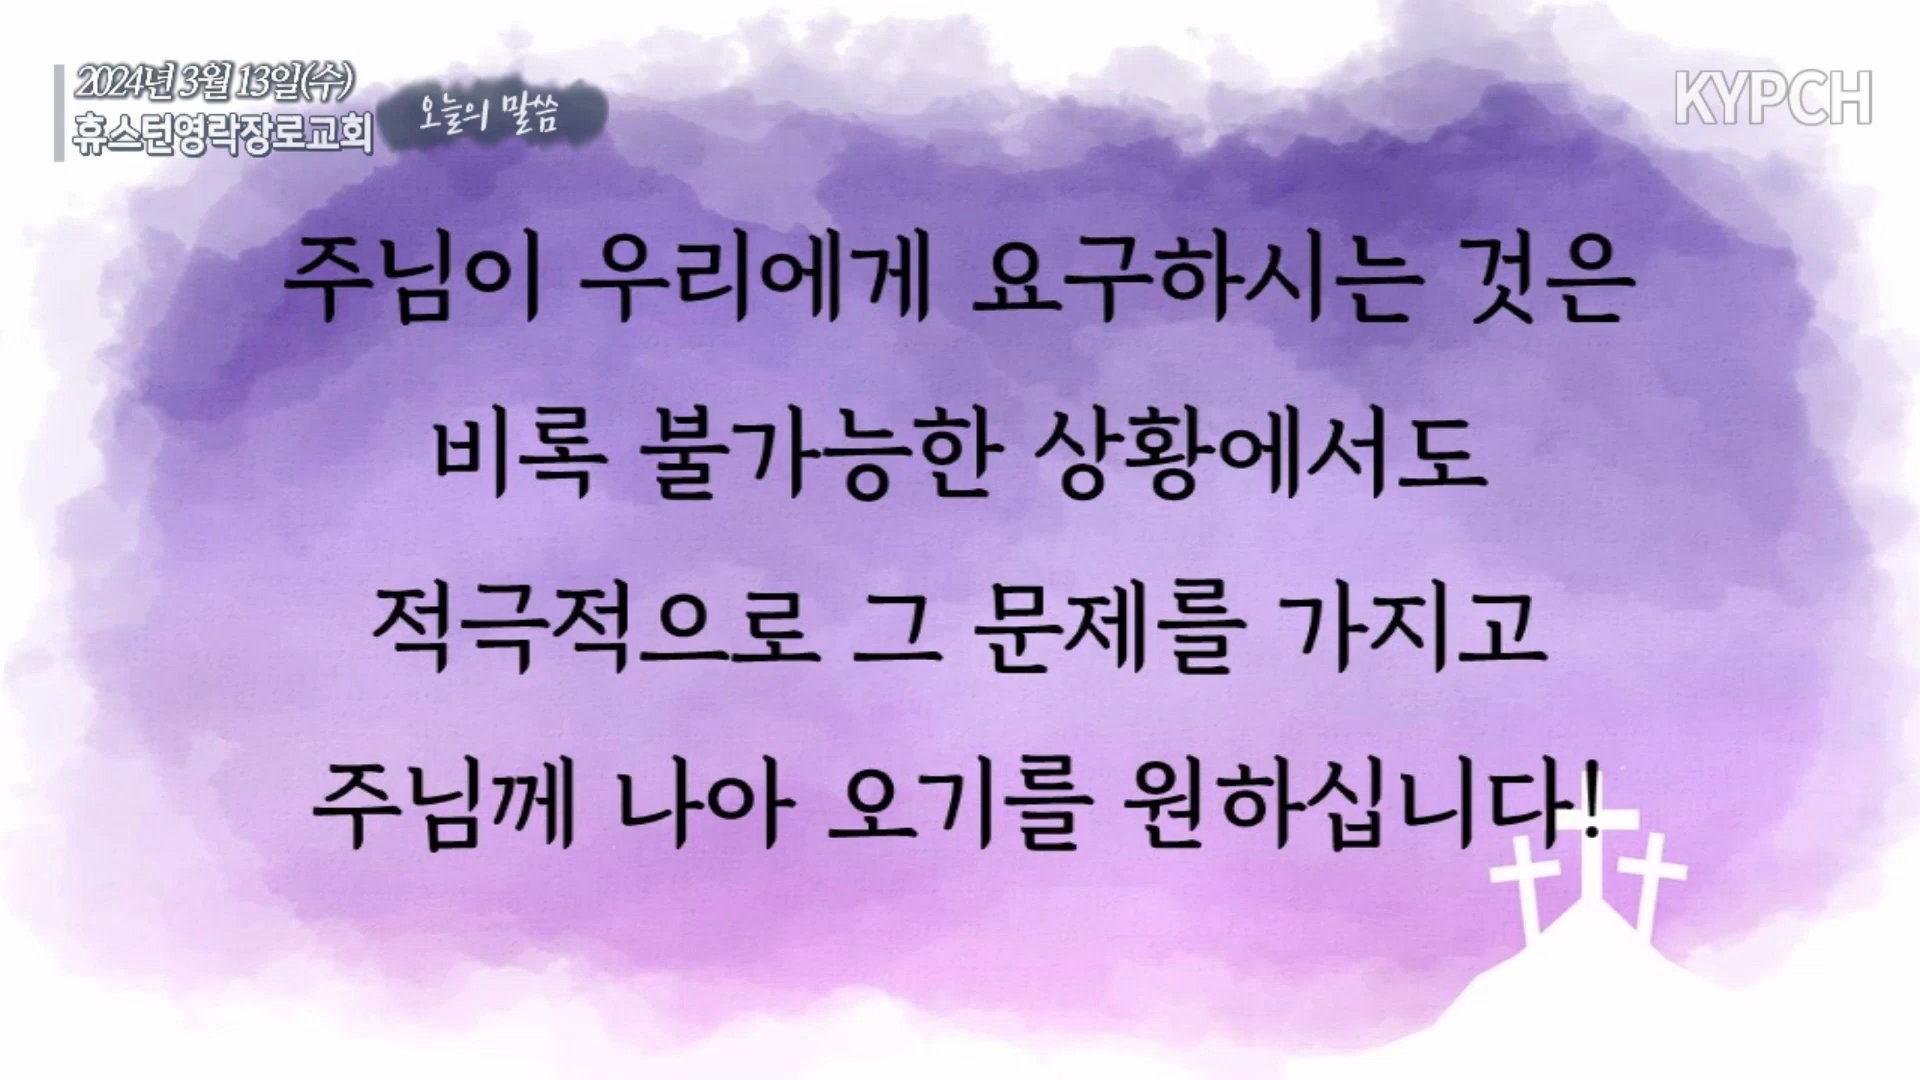 2024년 3월 13일(수)
휴스턴영락장로교회
오늘의 말씀
KYPCH
주님이 우리에게 요구하시는 것은
비록 불가능한 상황에서도
적극적으로 그 문제를 가지고
주님께 나아 오기를 원하십니다!